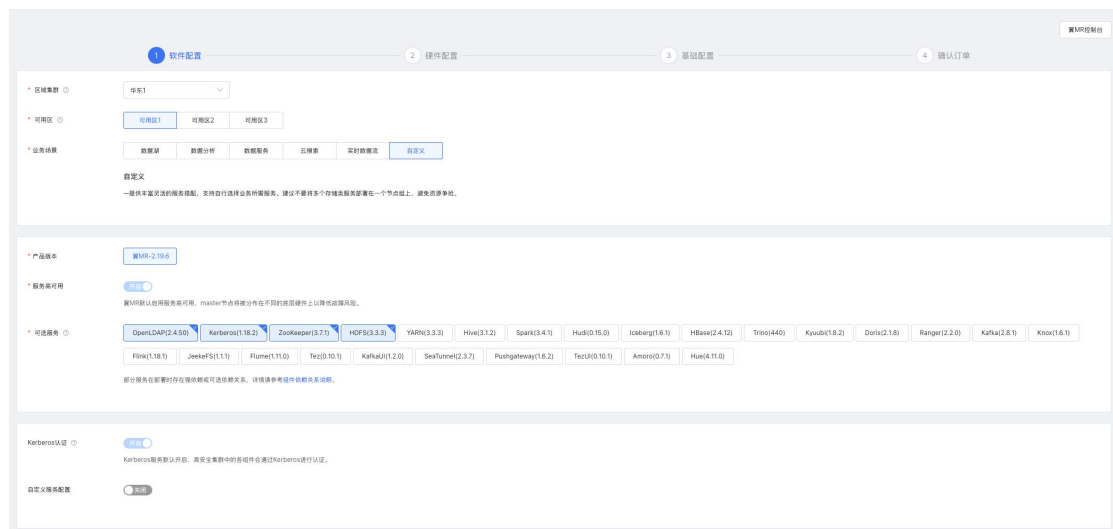 翼MR控制台
1 软件配置 2 硬件配置 3 基础配置 4 确认订单
* 区域集群 华东1
* 可用区 可用区1 可用区2 可用区3
* 业务场景 数据湖 数据分析 数据服务 云搜索 实时数据流 自定义
自定义
一提供丰富灵活的服务搭配，支持自行选择业务所需服务。建议不要将多个存储类服务部署在一个节点组上，避免资源争抢。
* 产品版本 翼MR-2.19.6
* 服务高可用 开启
翼MR默认启用服务高可用，master节点将被分布在不同的底层硬件上以降低故障风险。
* 可选服务 OpenLDAP(2.4.50) Kerberos(1.18.2) ZooKeeper(3.7.1) HDFS(3.3.3) YARN(3.3.3) Hive(3.1.2) Spark(3.4.1) Hudi(0.15.0) Iceberg(1.6.1) HBase(2.4.12) Trino(440) Kyuubi(1.8.2) Doris(2.1.8) Ranger(2.2.0) Kafka(2.8.1) Knox(1.6.1)
Flink(1.18.1) JeekeFS(1.1.1) Flume(1.11.0) Tez(0.10.1) KafkaUI(1.2.0) SeaTunnel(2.3.7) Pushgateway(1.6.2) TezUI(0.10.1) Amoro(0.7.1) Hue(4.11.0)
部分服务在部署时存在强依赖或可选依赖关系，详情请参考组件依赖关系说明。
Kerberos认证 开启
Kerberos服务默认开启，高安全集群中的各组件会通过Kerberos进行认证。
自定义服务配置 关闭